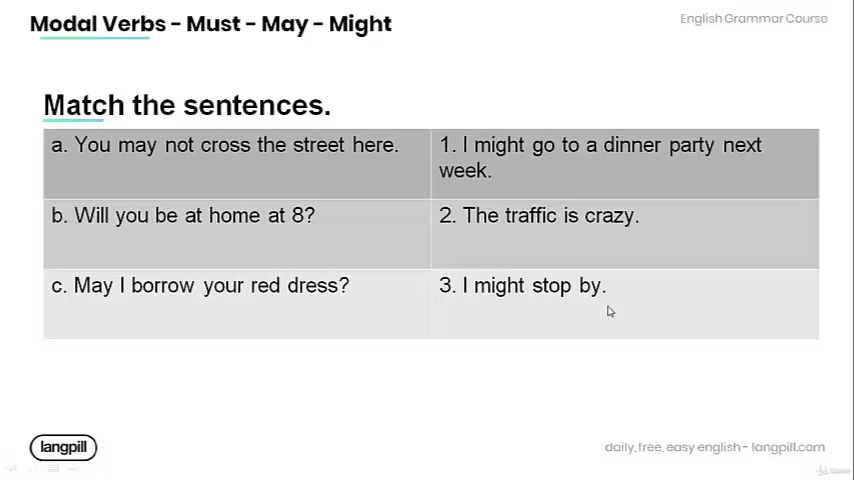 Modal Verbs - Must - May - Might
English Grammar Course
Match the sentences.
a. You may not cross the street here.
1. I might go to a dinner party next
week.
b. Will you be at home at 8?
2. The traffic is crazy.
c. May I borrow your red dress?
3. I might stop by.
langpill
daily, free, easy english - langpill.com